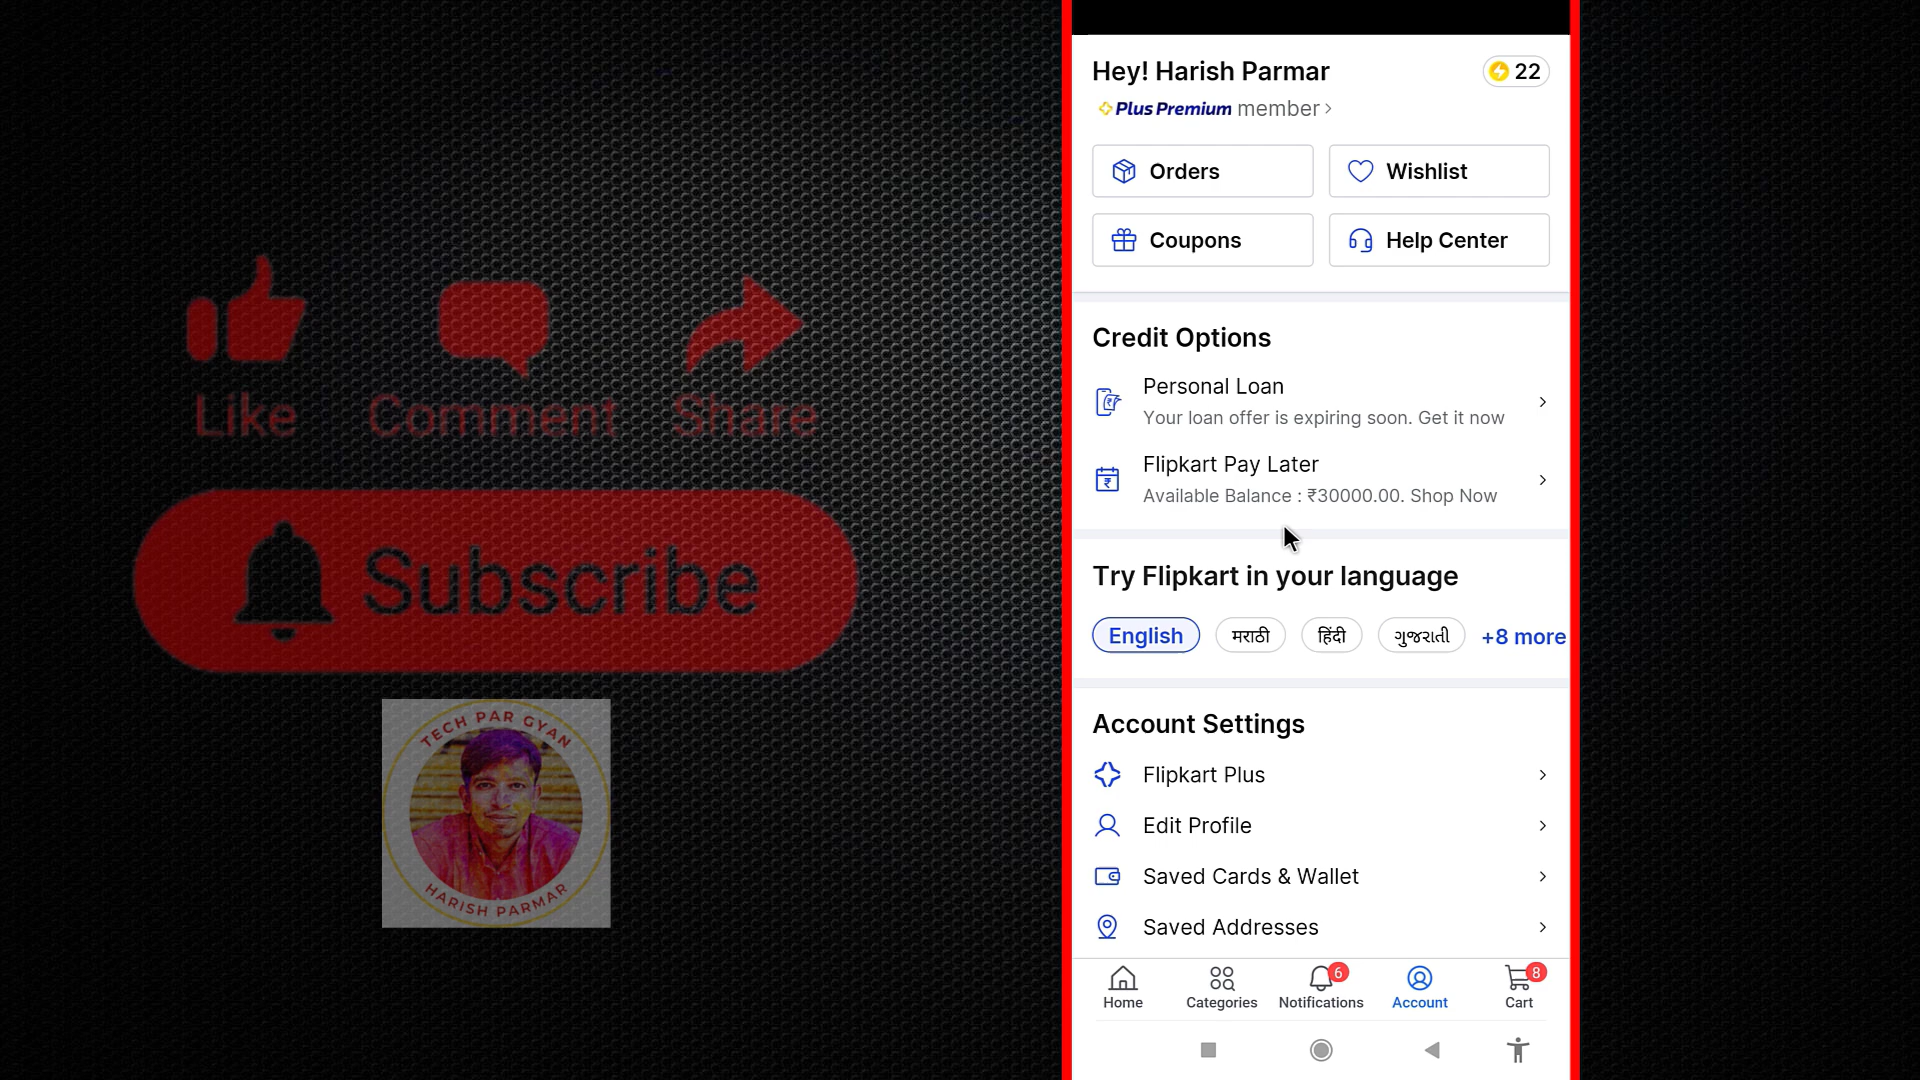 Like Comment Share
Subscribe
TECH PAR GYAN
HARISH PARMAR
Hey! Harish Parmar
22
Plus Premium member
Orders
Wishlist
Coupons
Help Center
Credit Options
Personal Loan
Your loan offer is expiring soon. Get it now
Flipkart Pay Later
Available Balance : ₹30000.00. Shop Now
Try Flipkart in your language
English मराठी हिंदी ગુજરાતી +8 more
Account Settings
Flipkart Plus
Edit Profile
Saved Cards & Wallet
Saved Addresses
6 8
Home Categories Notifications Account Cart